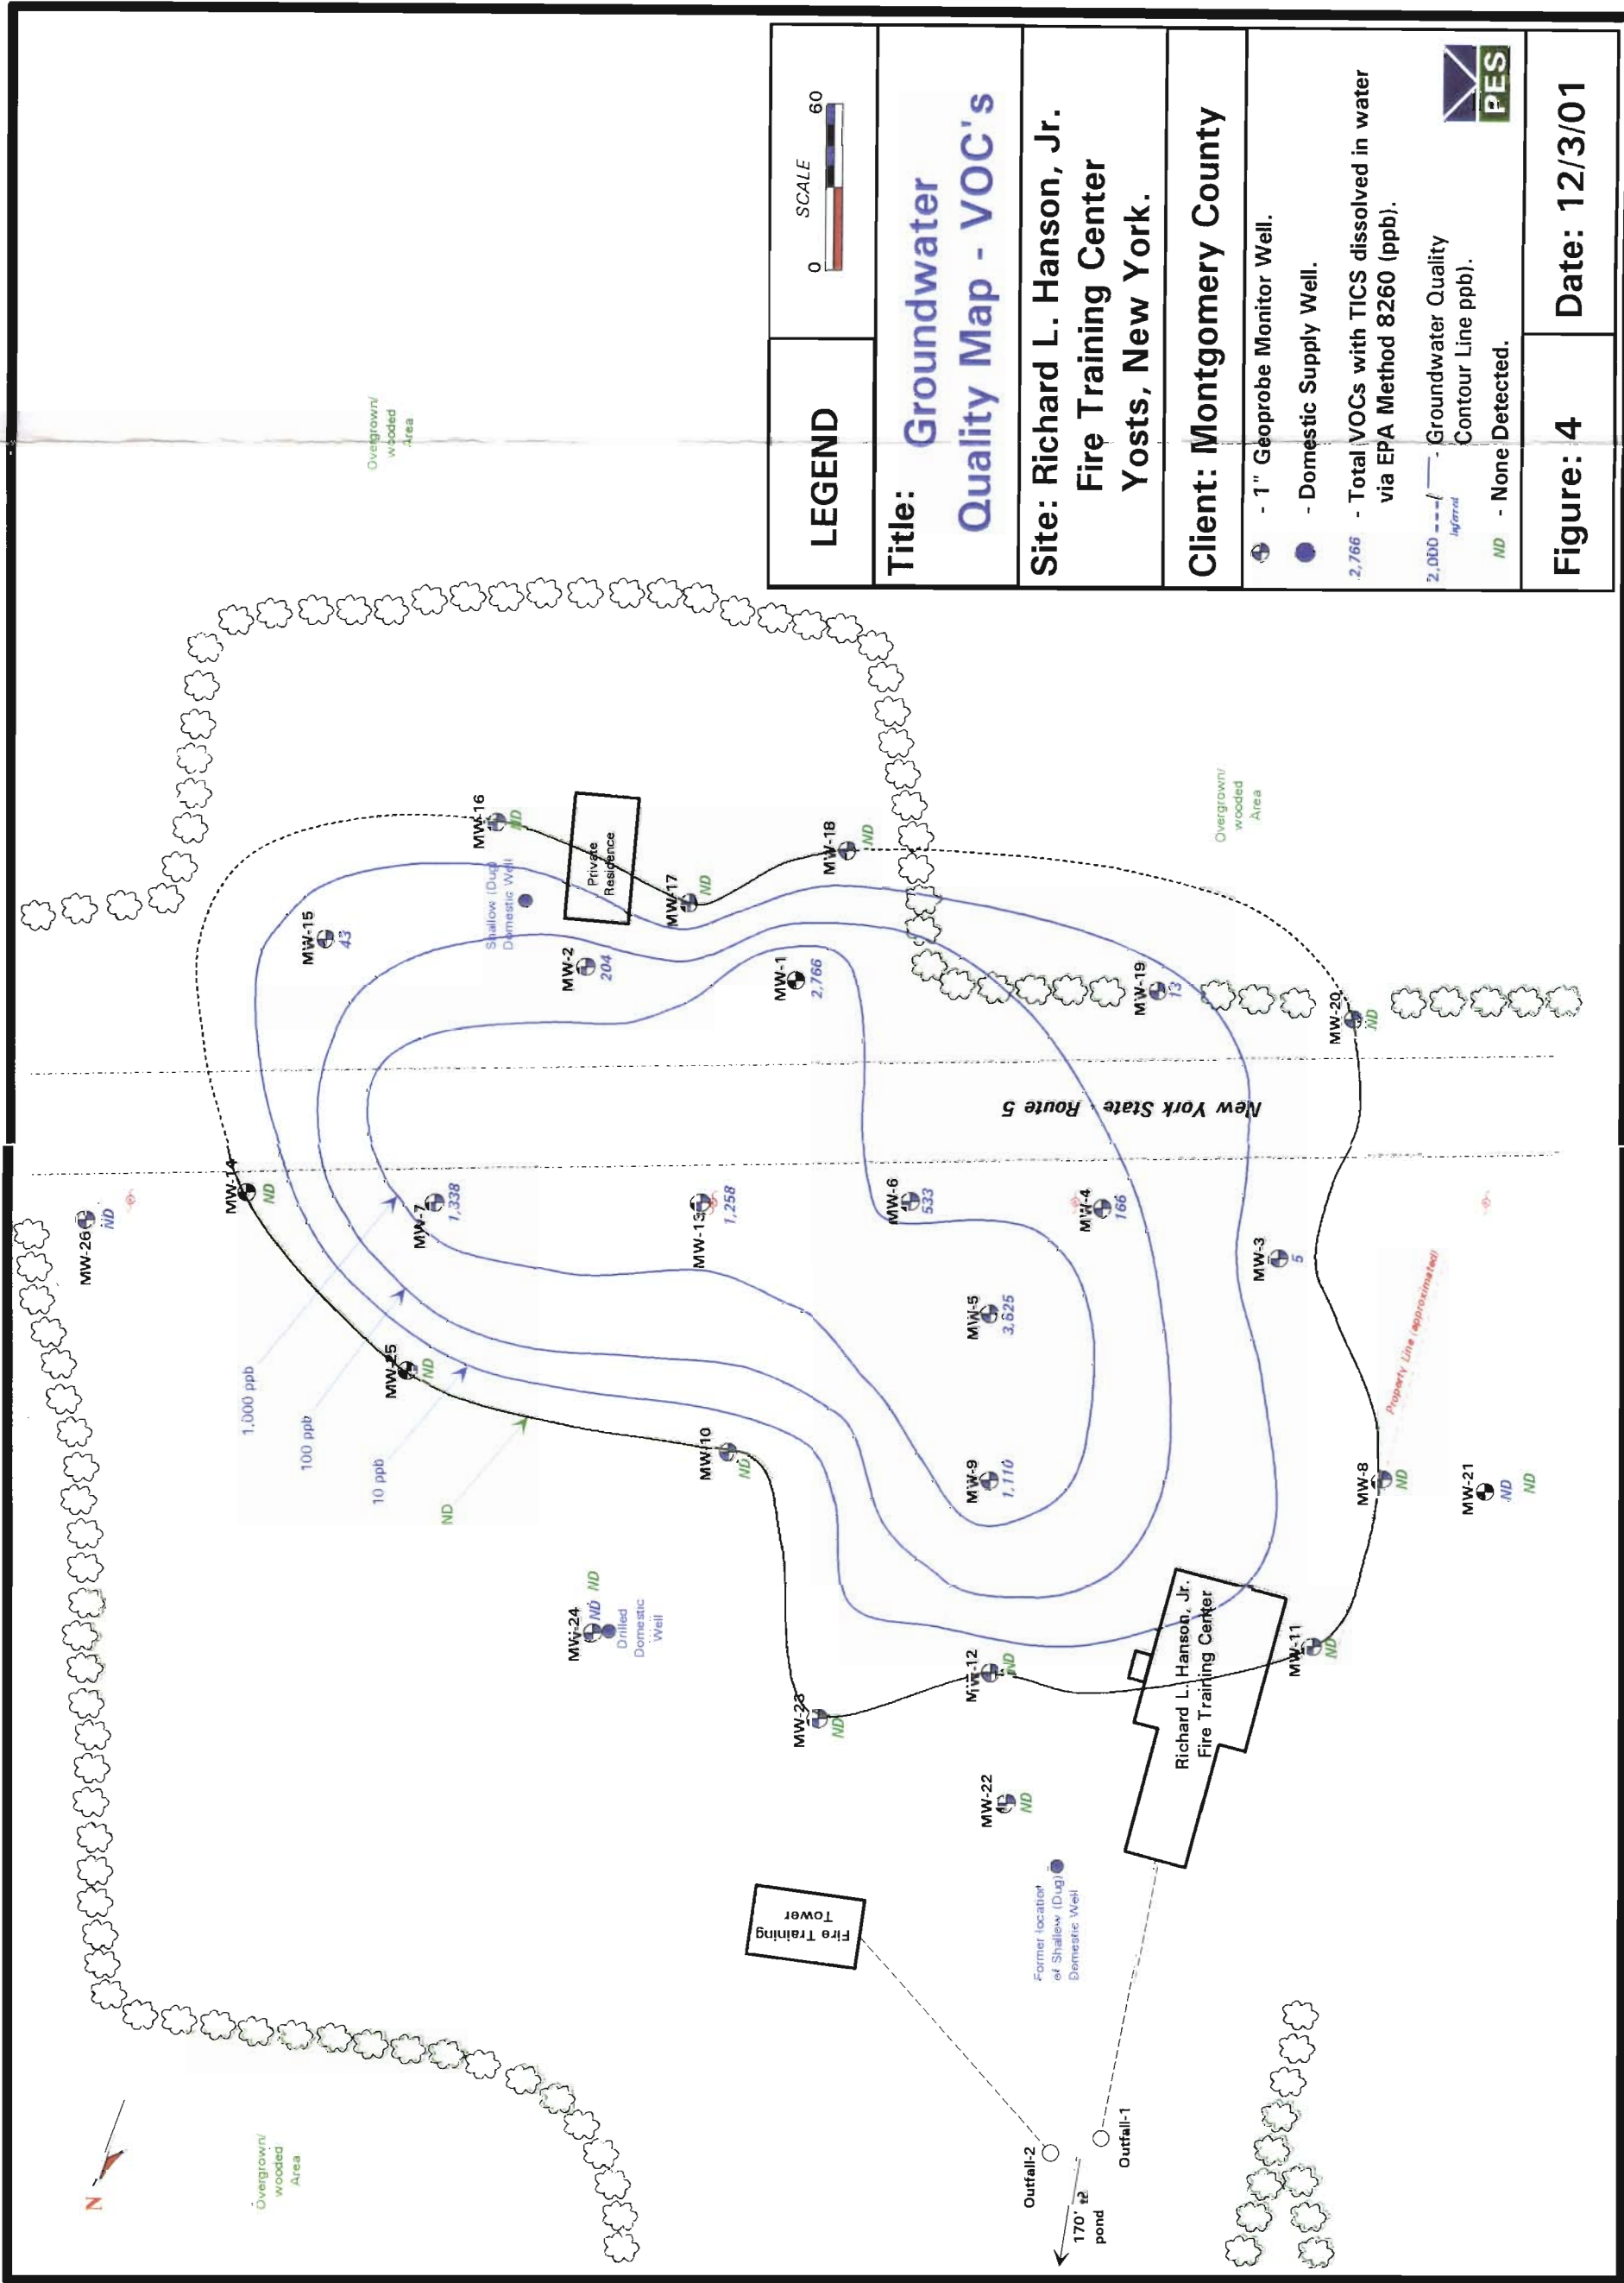 N
Overgrown/
wooded
Area
Overgrown/
wooded
Area
Overgrown/
wooded
Area
MW-26
ND
MW-14
ND
MW-25
ND
MW-7
1,338
MW-15
43
1,000 ppb
100 ppb
10 ppb
ND
MW-16
ND
Shallow (Dug)
Domestic Well
Private
Residence
MW-2
204
MW-17
ND
MW-18
ND
MW-1
2,766
MW-13
1,258
MW-10
ND
MW-24
ND
ND
Drilled
Domestic
Well
MW-23
ND
MW-12
ND
MW-22
ND
MW-6
533
MW-4
166
MW-5
3,625
MW-9
1,110
MW-19
13
MW-20
ND
MW-3
5
New York State - Route 5
Property Line (approximated)
MW-8
ND
MW-21
ND
ND
MW-11
ND
Richard L. Hanson, Jr.
Fire Training Center
Fire Training
Tower
Former location
of Shallow (Dug)
Domestic Well
Outfall-2
Outfall-1
170' to
pond
LEGEND
SCALE
0
60
Title:
Groundwater
Quality Map - VOC's
Site: Richard L. Hanson, Jr.
Fire Training Center
Yosts, New York.
Client: Montgomery County
- 1" Geoprobe Monitor Well.
- Domestic Supply Well.
2,766 - Total VOCs with TICS dissolved in water
via EPA Method 8260 (ppb).
2,000 ---/ —— - Groundwater Quality
Inferred
Contour Line ppb).
ND - None Detected.
PES
Figure: 4
Date: 12/3/01